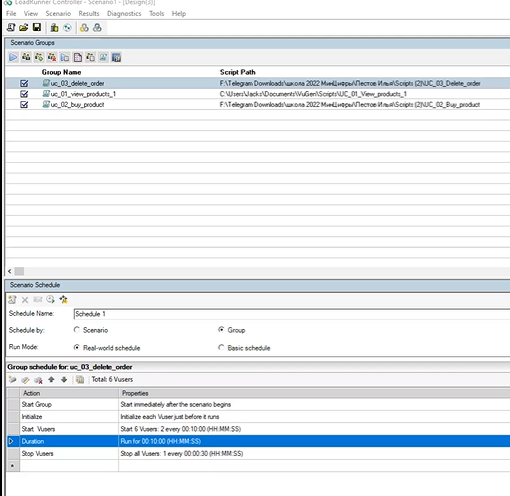 LoadRunner Controller - Scenario1 - [Design(3)]
File View Scenario Results Diagnostics Tools Help
Scenario Groups
Group Name Script Path
uc_03_delete_order F:\Telegram Downloads\школа 2022 МинЦифры\Пестов Илья\Scripts (2)\UC_03_Delete_order
uc_01_view_products_1 C:\Users\Jacks\Documents\VuGen\Scripts\UC_01_View_products_1
uc_02_buy_product F:\Telegram Downloads\школа 2022 МинЦифры\Пестов Илья\Scripts (2)\UC_02_Buy_product
Scenario Schedule
Schedule Name: Schedule 1
Schedule by: Scenario Group
Run Mode: Real-world schedule Basic schedule
Group schedule for: uc_03_delete_order
Total: 6 Vusers
Action Properties
Start Group Start immediately after the scenario begins
Initialize Initialize each Vuser just before it runs
Start Vusers Start 6 Vusers: 2 every 00:10:00 (HH:MM:SS)
Duration Run for 00:10:00 (HH:MM:SS)
Stop Vusers Stop all Vusers: 1 every 00:00:30 (HH:MM:SS)